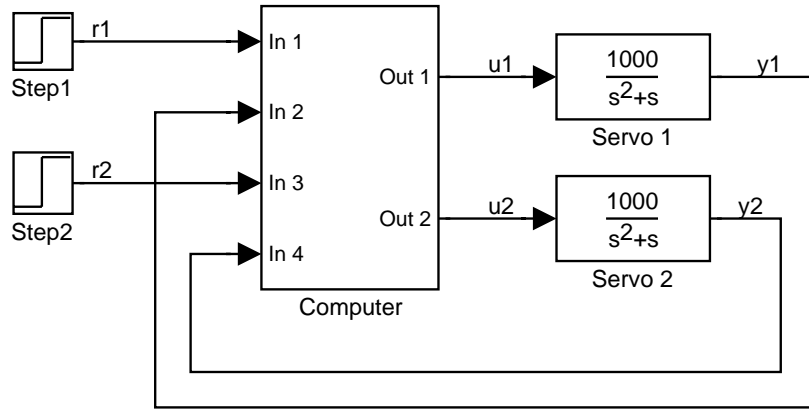 r1
Step1
r2
Step2
In 1
In 2
In 3
In 4
Out 1
Out 2
Computer
u1
1000
s²+s
Servo 1
y1
u2
1000
s²+s
Servo 2
y2